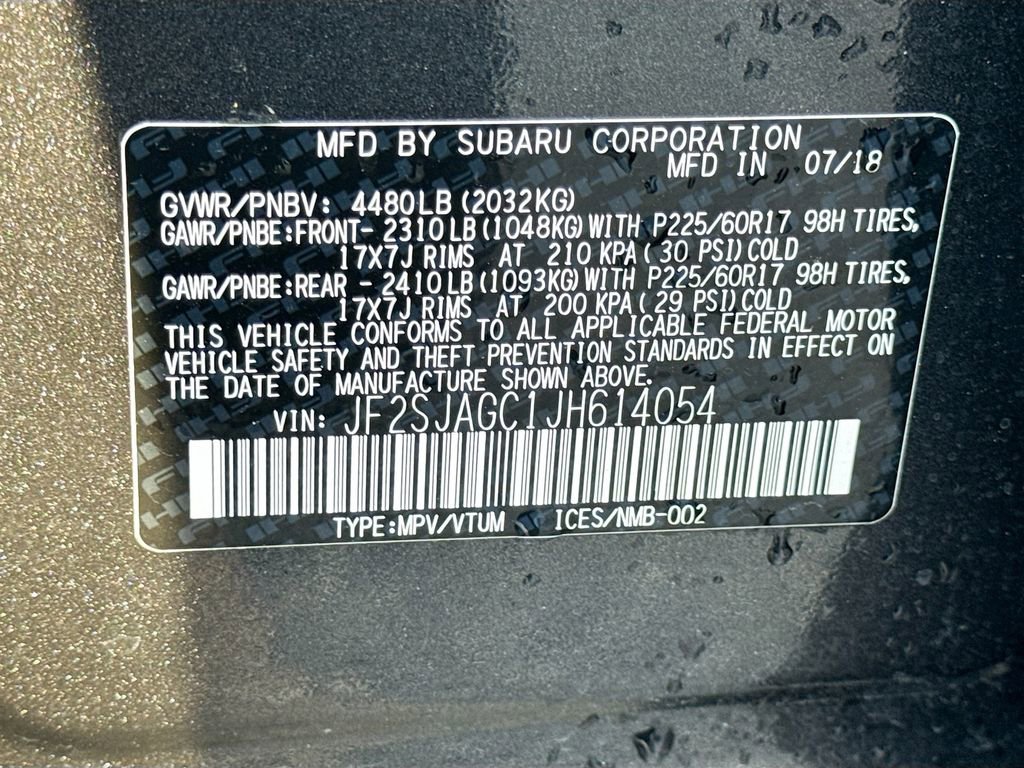 MFD BY SUBARU CORPORATION
MFD IN 07/18
GVWR/PNBV: 4480LB (2032KG)
GAWR/PNBE:FRONT- 2310LB (1048KG)WITH P225/60R17 98H TIRES,
17X7J RIMS AT 210 KPA (30 PSI)COLD
GAWR/PNBE:REAR - 2410LB (1093KG)WITH P225/60R17 98H TIRES,
17X7J RIMS AT 200 KPA (29 PSI)COLD
THIS VEHICLE CONFORMS TO ALL APPLICABLE FEDERAL MOTOR
VEHICLE SAFETY AND THEFT PREVENTION STANDARDS IN EFFECT ON
THE DATE OF MANUFACTURE SHOWN ABOVE.
VIN: JF2SJAGC1JH614054
TYPE:MPV/VTUM ICES/NMB-002